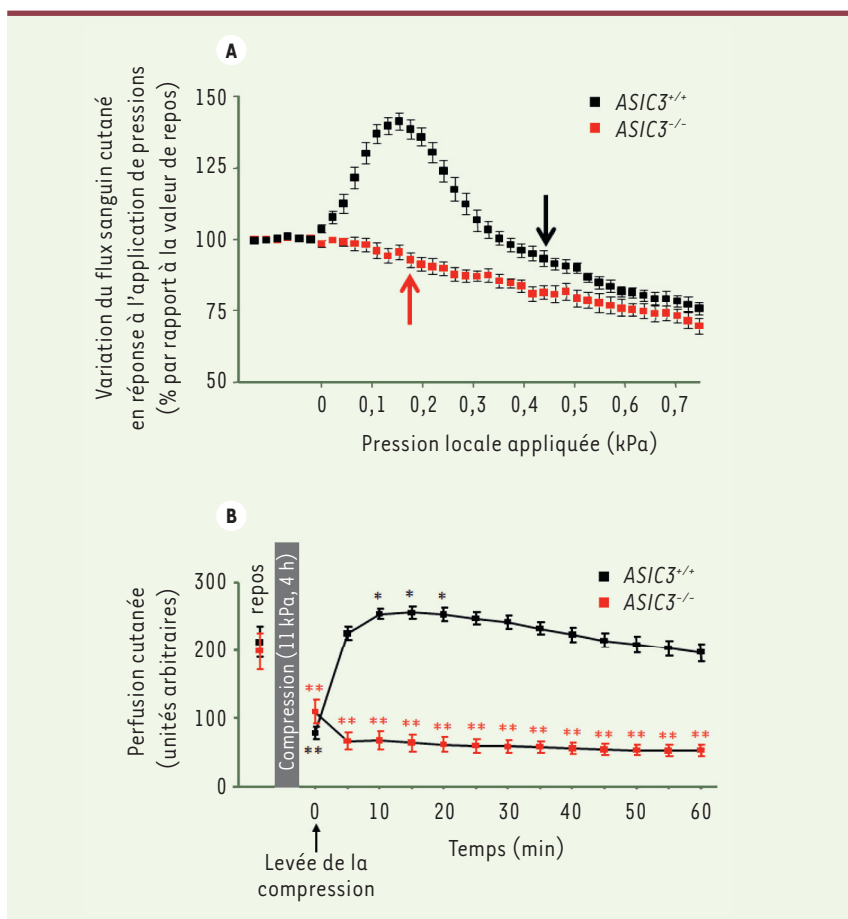 A
Variation du flux sanguin cutané
en réponse à l'application de pressions
(% par rapport à la valeur de repos)
150
125
100
75
50
ASIC3+/+
ASIC3-/-
0 0,1 0,2 0,3 0,4 0,5 0,6 0,7
Pression locale appliquée (kPa)
B
Perfusion cutanée
(unités arbitraires)
300
200
100
0
repos
Compression (11 kPa, 4 h)
ASIC3+/+
ASIC3-/-
* * *
** ** ** ** ** ** ** ** ** ** ** ** **
**
0 10 20 30 40 50 60
Temps (min)
Levée de la
compression